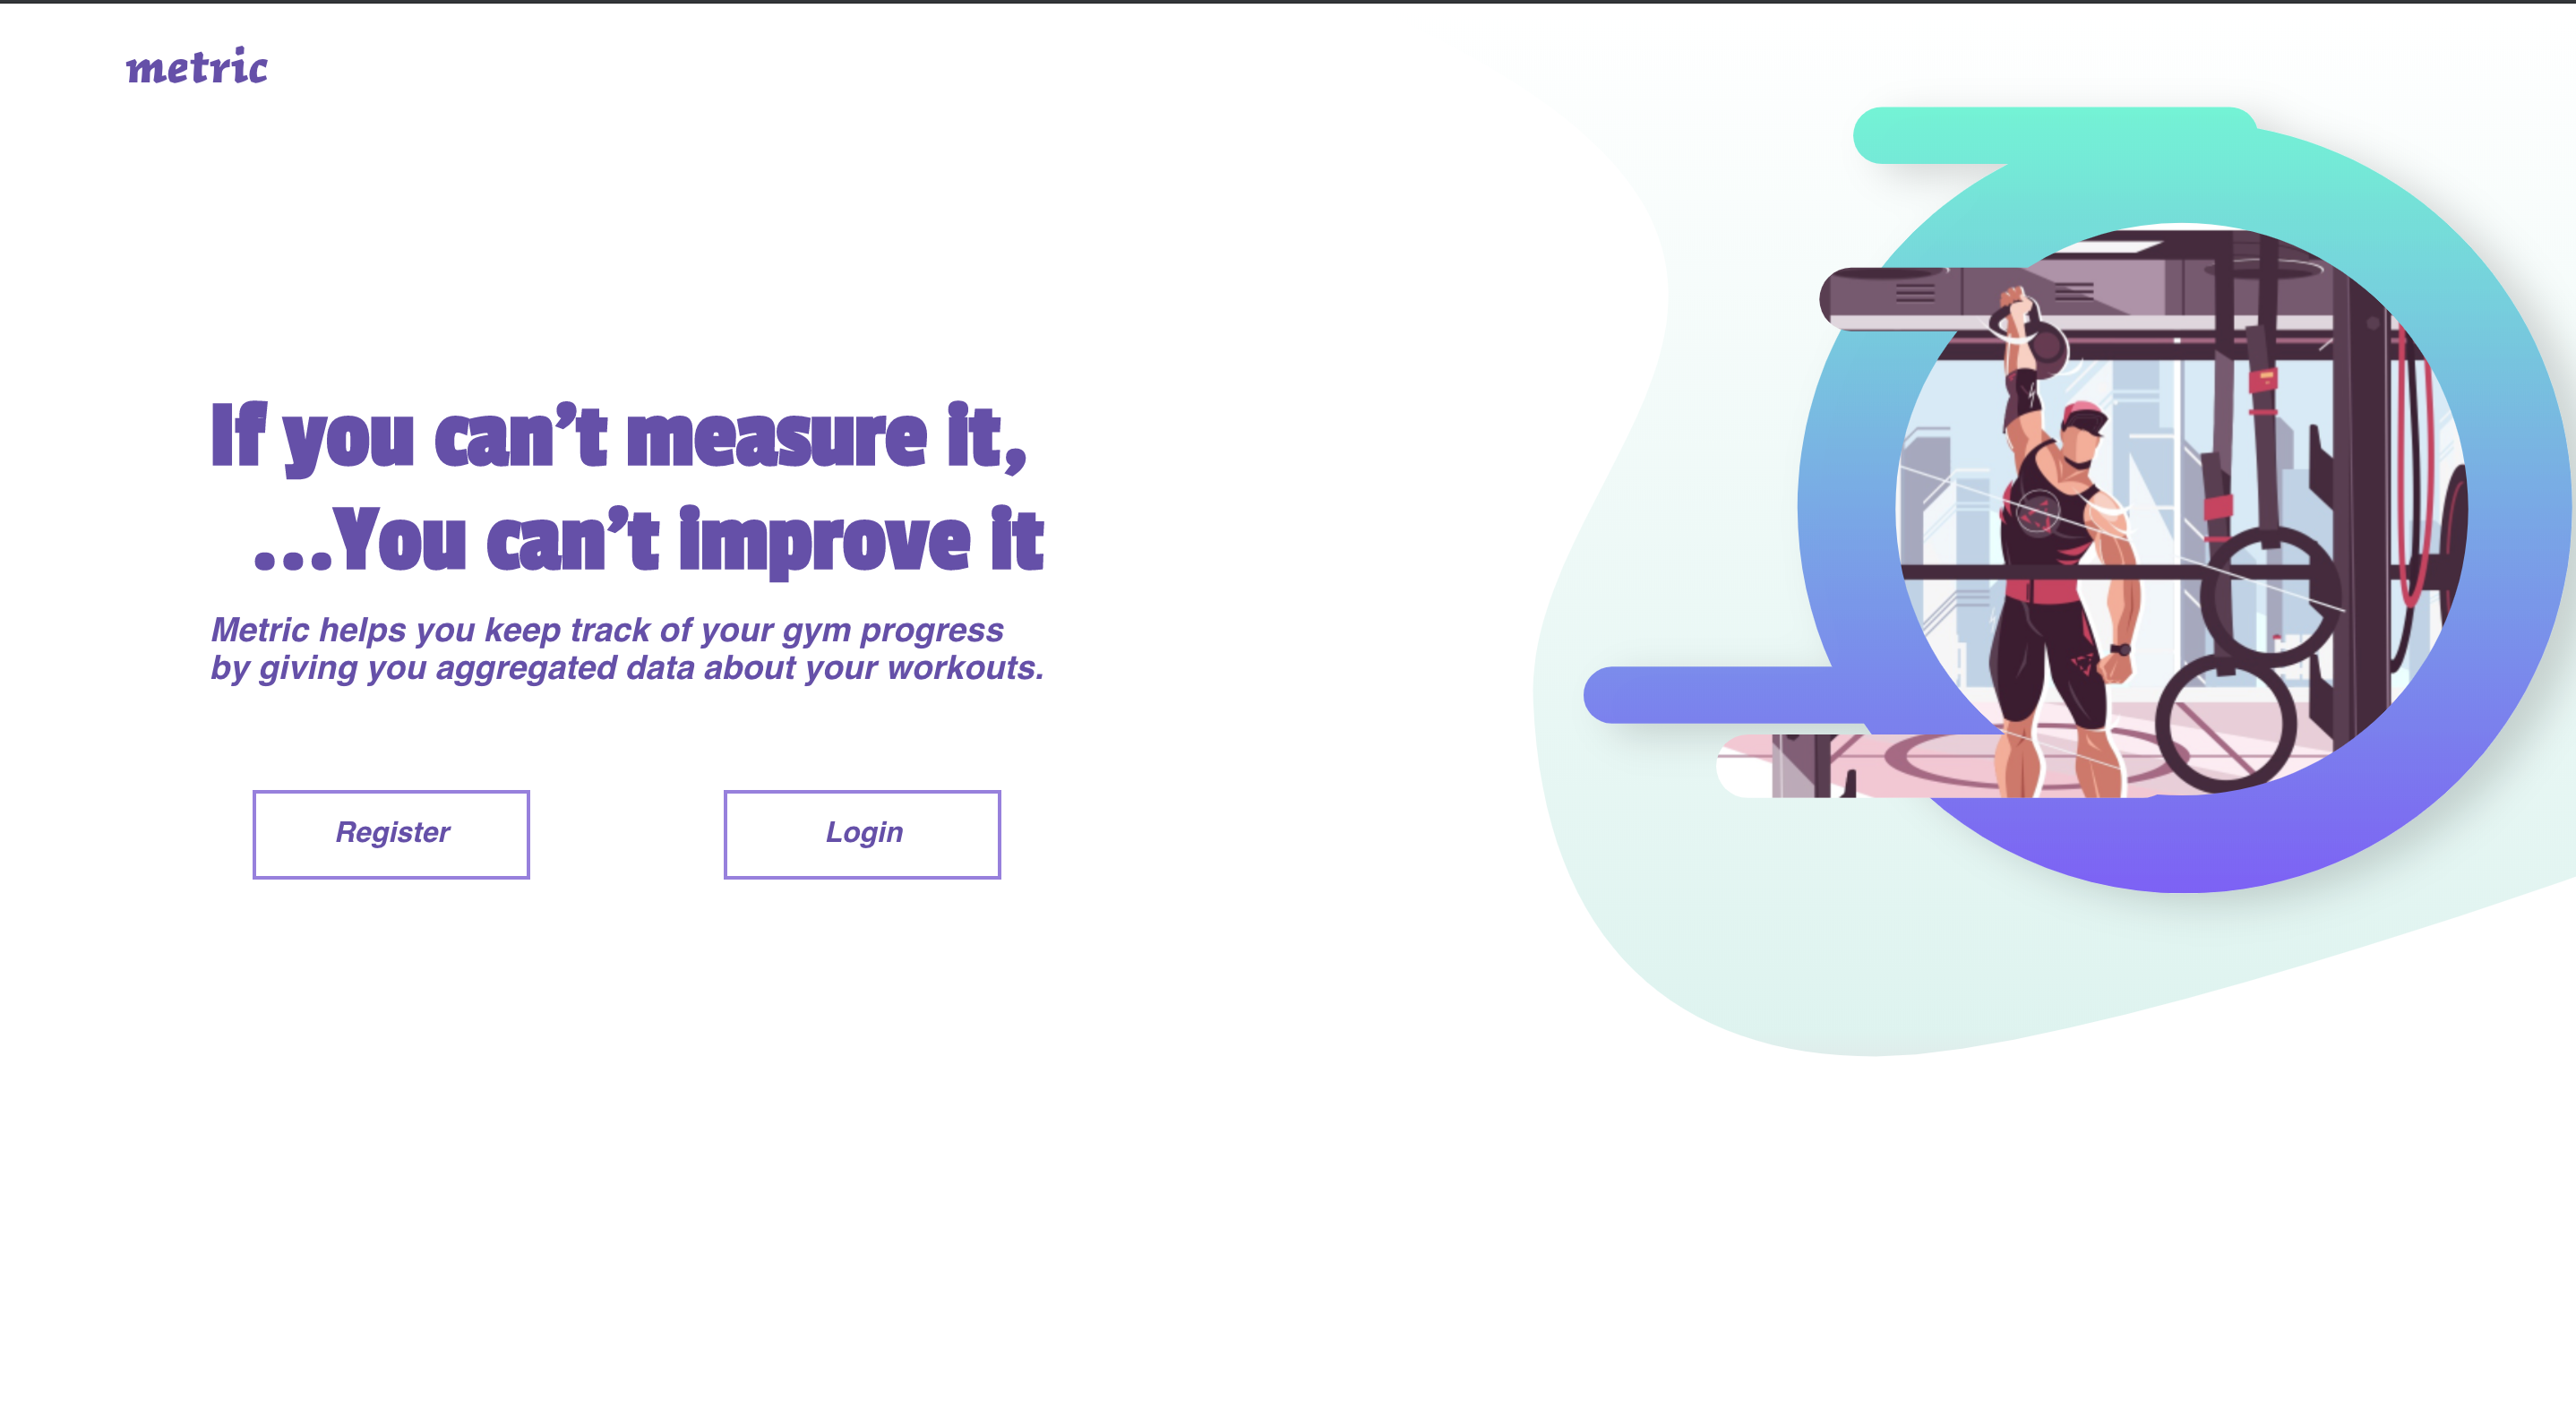 metric
If you can’t measure it,
...You can’t improve it
Metric helps you keep track of your gym progress
by giving you aggregated data about your workouts.
Register
Login